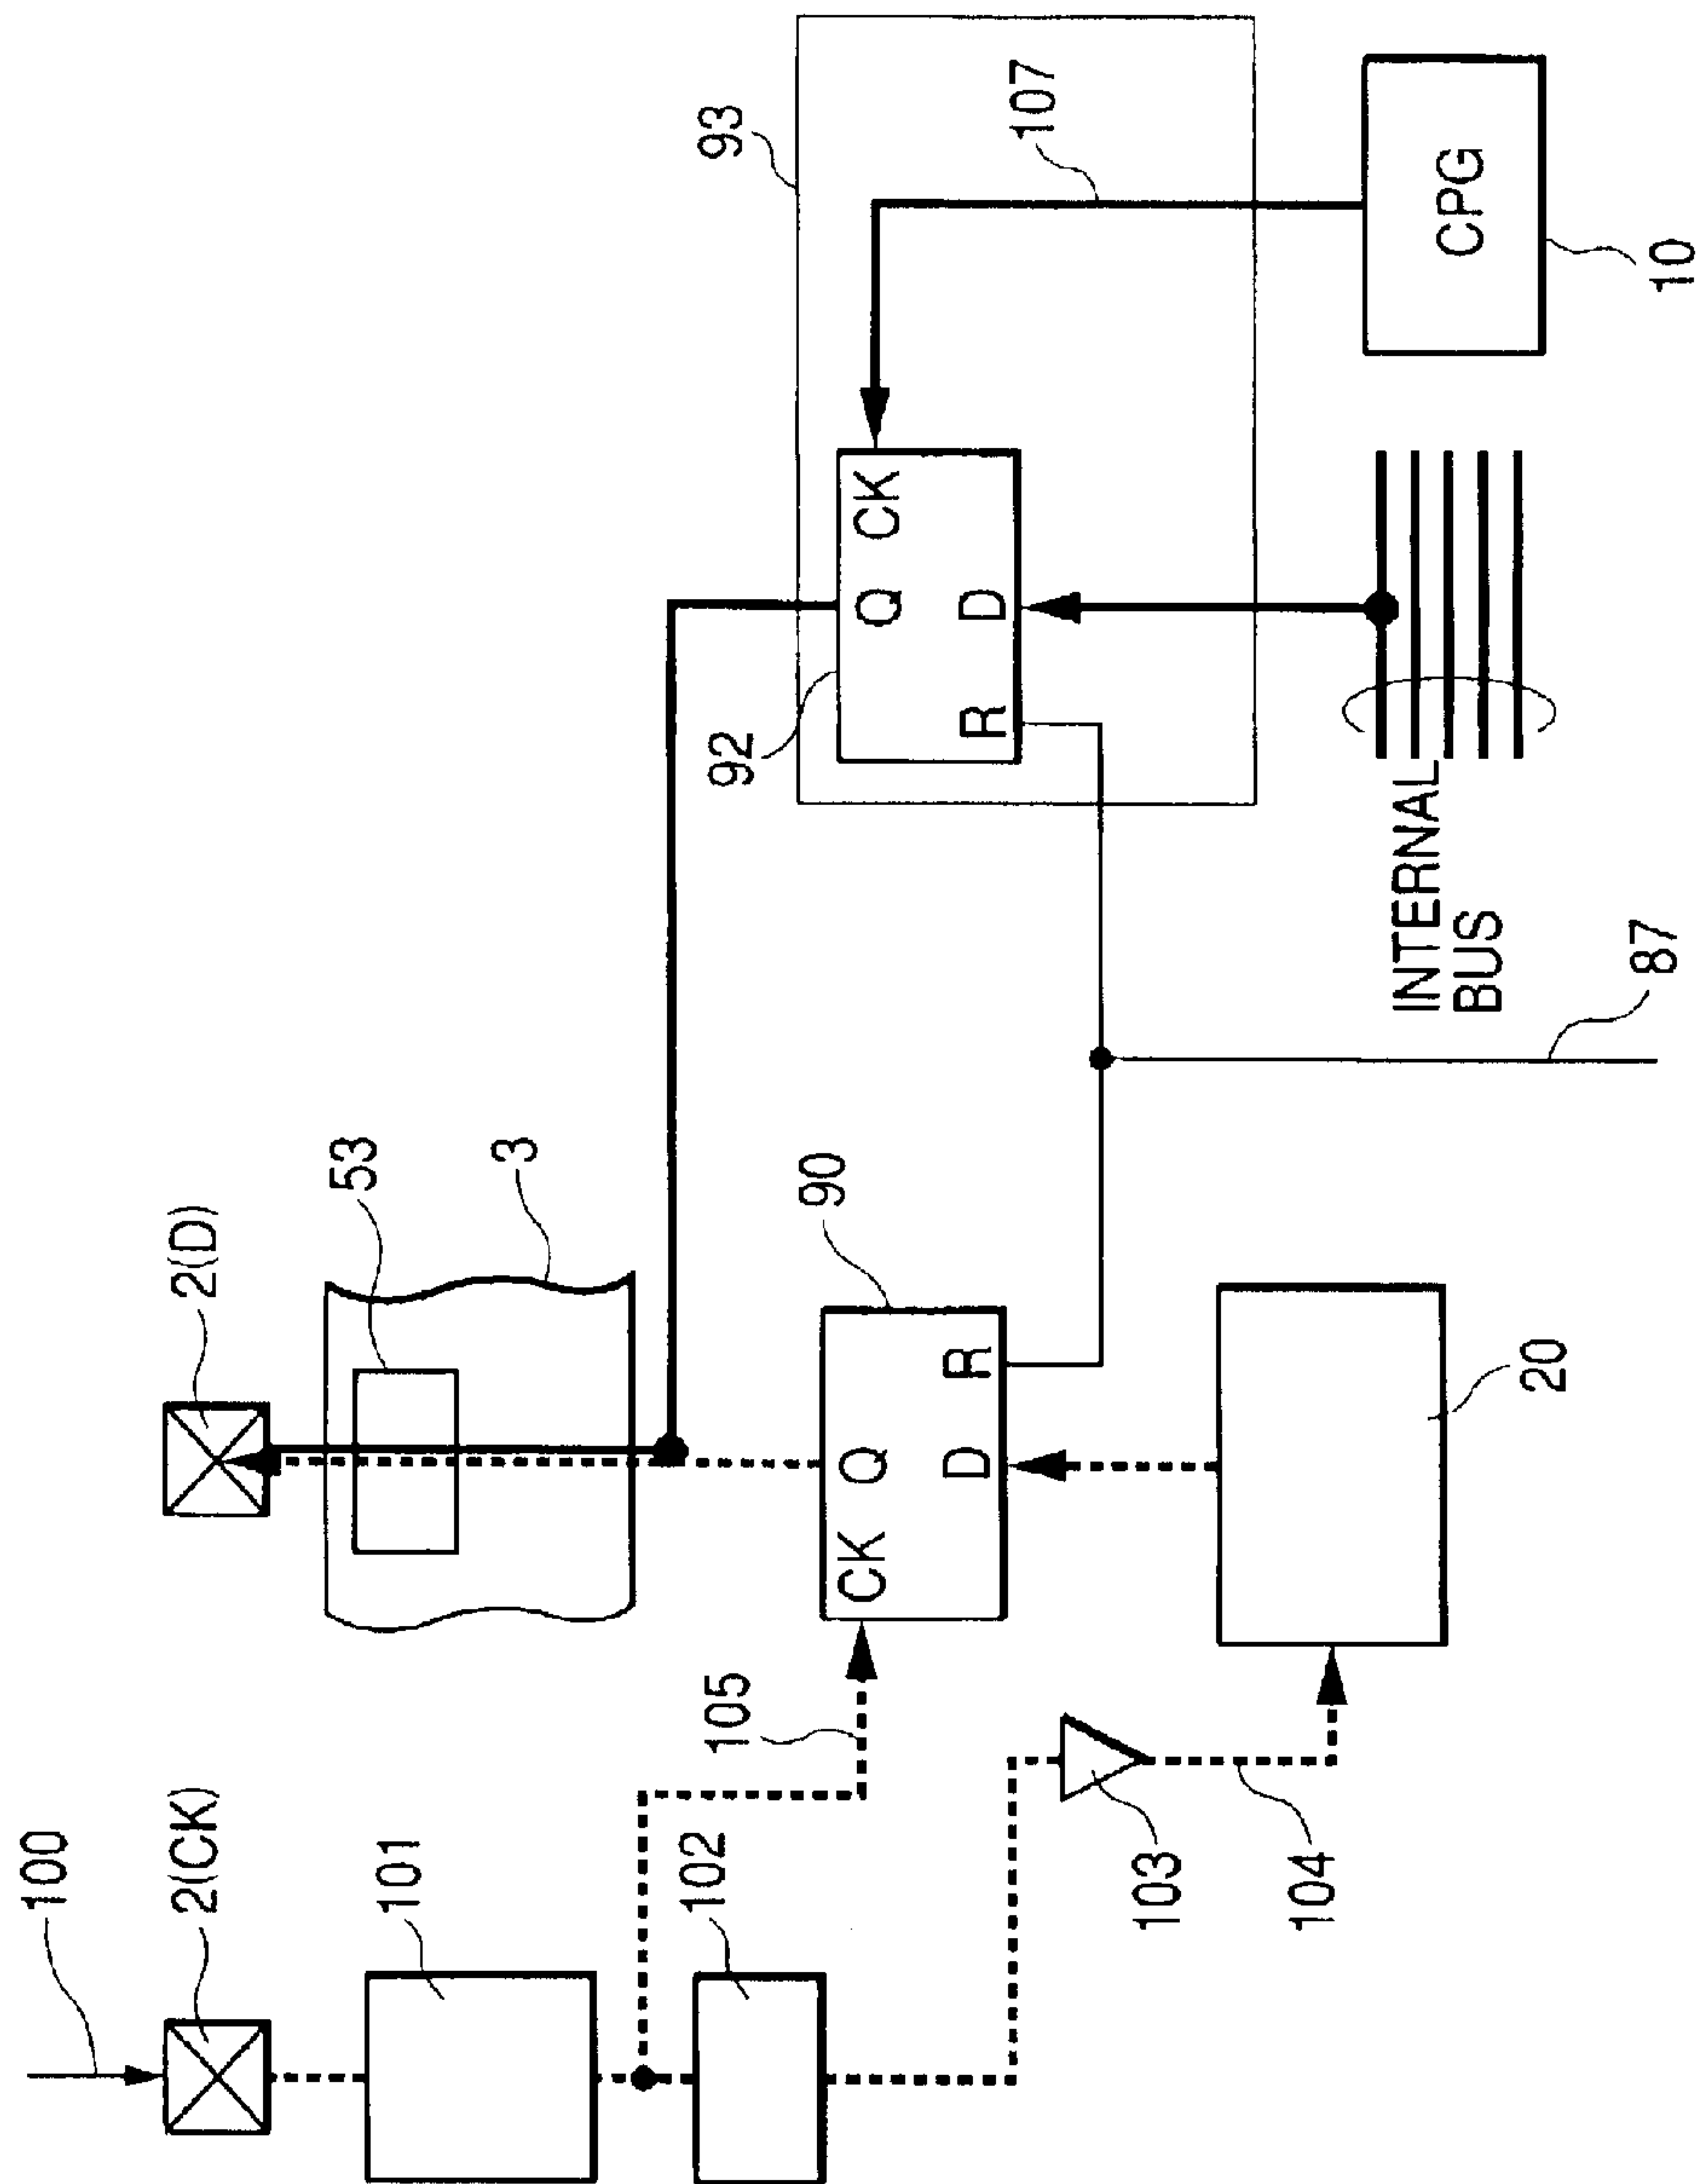 100
2(CK)
101
102
103
104
105
2(D)
53
3
90
CK
Q
D
R
20
87
92
93
Q
CK
R
D
107
INTERNAL
BUS
CPG
10